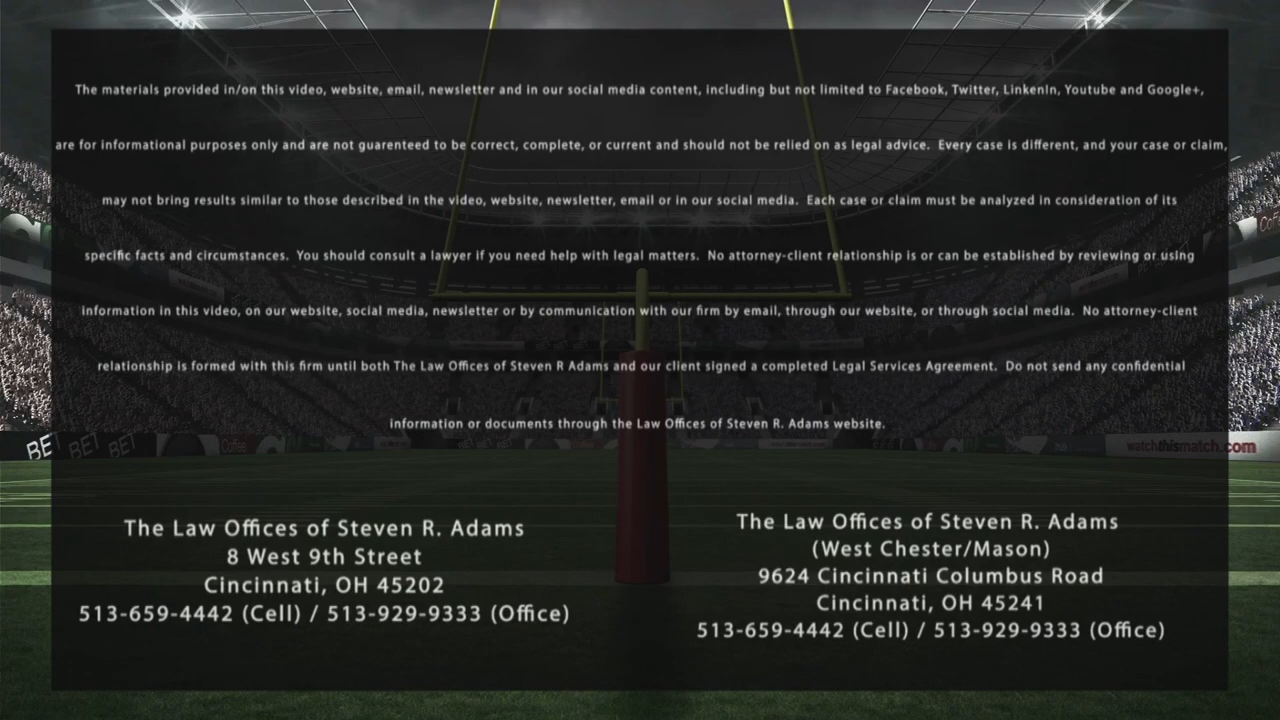 The materials provided in/on this video, website, email, newsletter and in our social media content, including but not limited to Facebook, Twitter, LinkenIn, Youtube and Google+,
are for informational purposes only and are not guarenteed to be correct, complete, or current and should not be relied on as legal advice.  Every case is different, and your case or claim,
may not bring results similar to those described in the video, website, newsletter, email or in our social media.  Each case or claim must be analyzed in consideration of its
specific facts and circumstances.  You should consult a lawyer if you need help with legal matters.  No attorney-client relationship is or can be established by reviewing or using
information in this video, on our website, social media, newsletter or by communication with our firm by email, through our website, or through social media.  No attorney-client
relationship is formed with this firm until both The Law Offices of Steven R Adams and our client signed a completed Legal Services Agreement.  Do not send any confidential
information or documents through the Law Offices of Steven R. Adams website.
BET BET BET
Coffee
watchthismatch.com
The Law Offices of Steven R. Adams
8 West 9th Street
Cincinnati, OH 45202
513-659-4442 (Cell) / 513-929-9333 (Office)
The Law Offices of Steven R. Adams
(West Chester/Mason)
9624 Cincinnati Columbus Road
Cincinnati, OH 45241
513-659-4442 (Cell) / 513-929-9333 (Office)